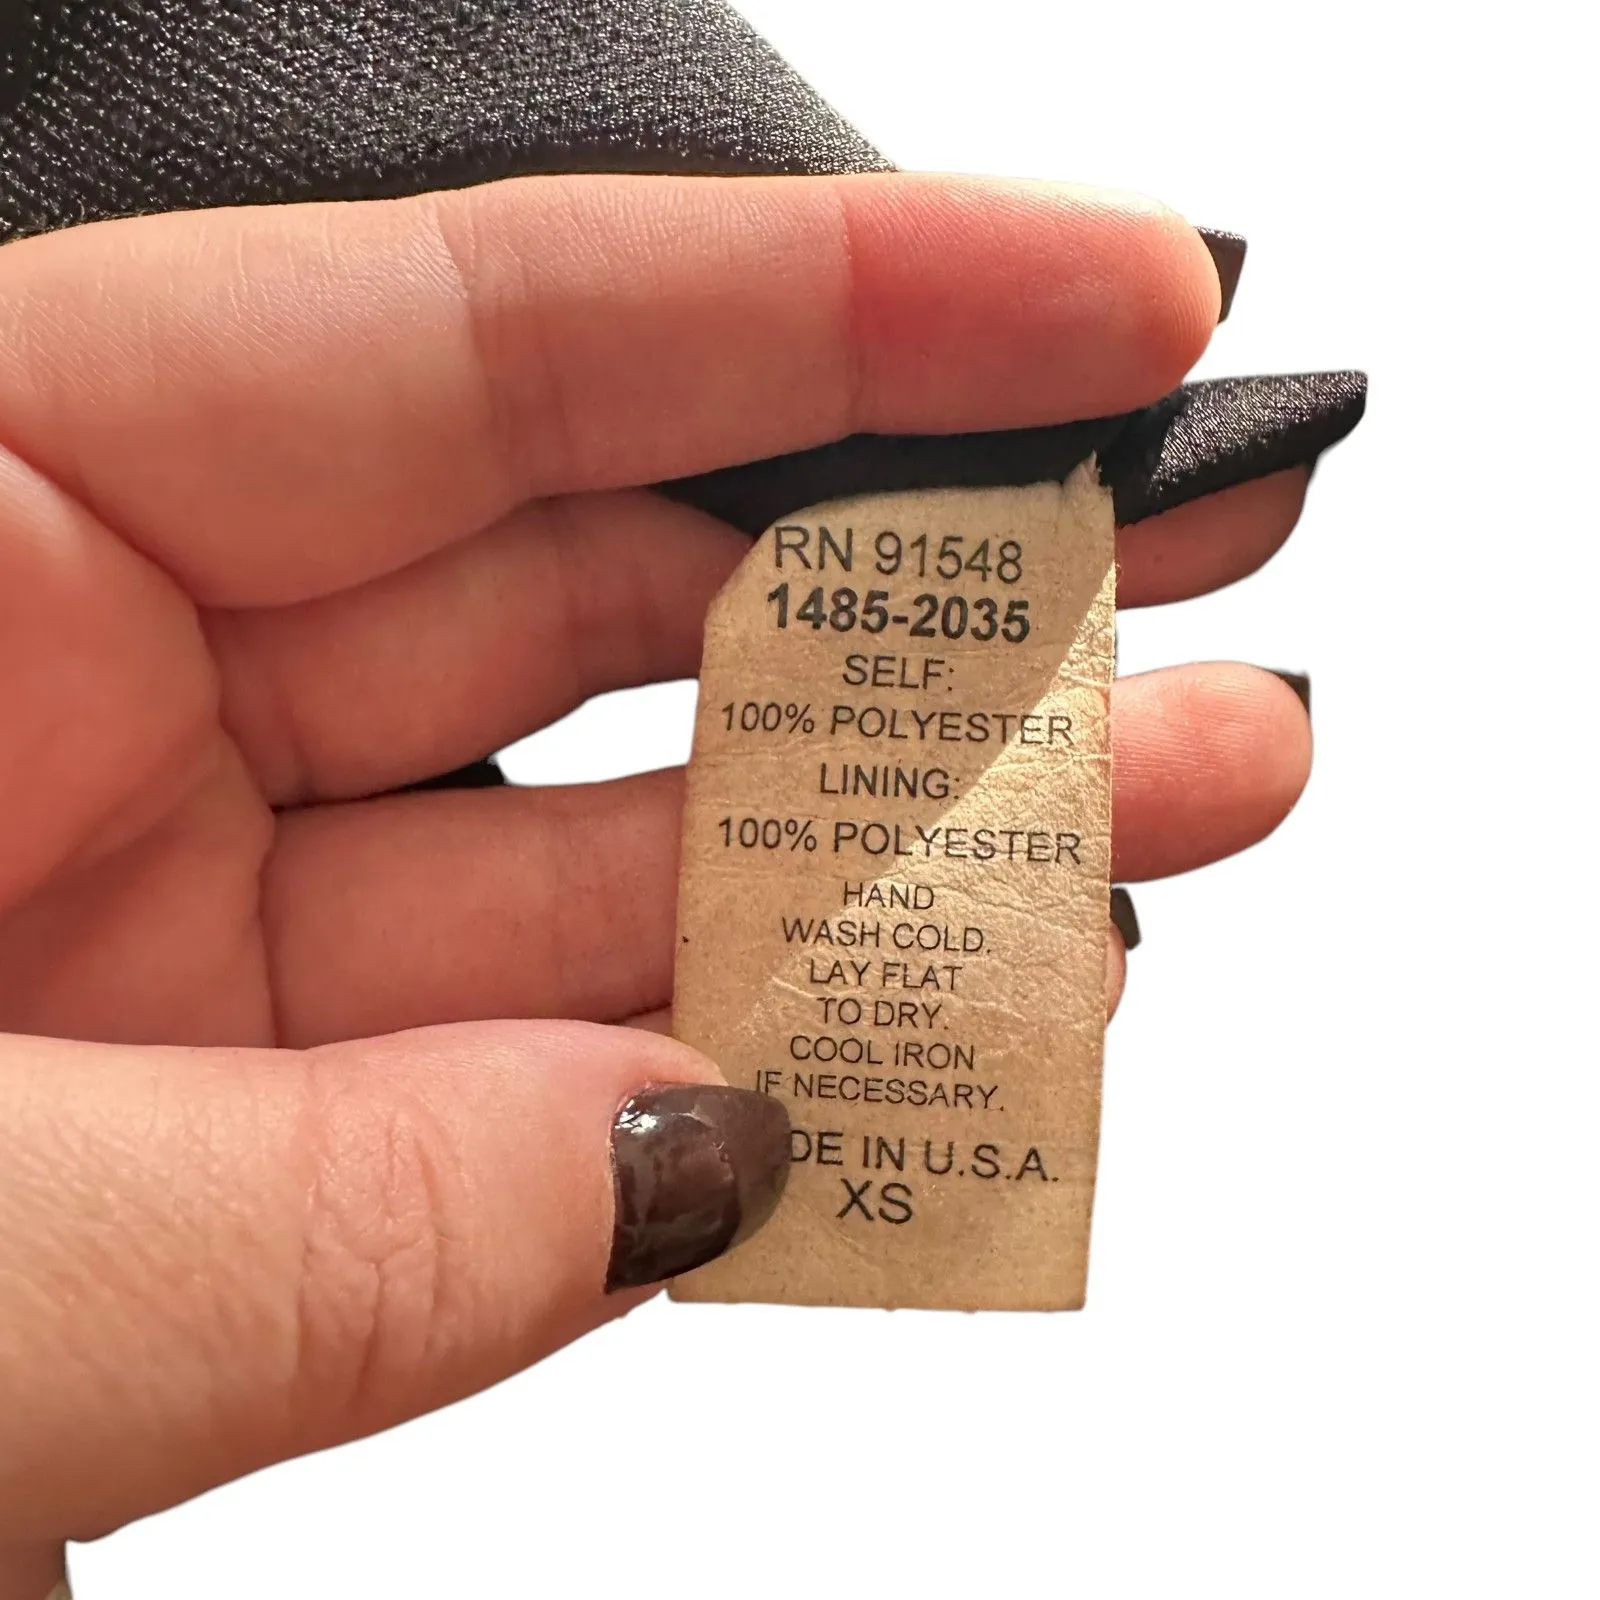 RN 91548
1485-2035
SELF:
100% POLYESTER
LINING:
100% POLYESTER
HAND
WASH COLD.
LAY FLAT
TO DRY.
COOL IRON
IF NECESSARY.
DE IN U.S.A.
XS